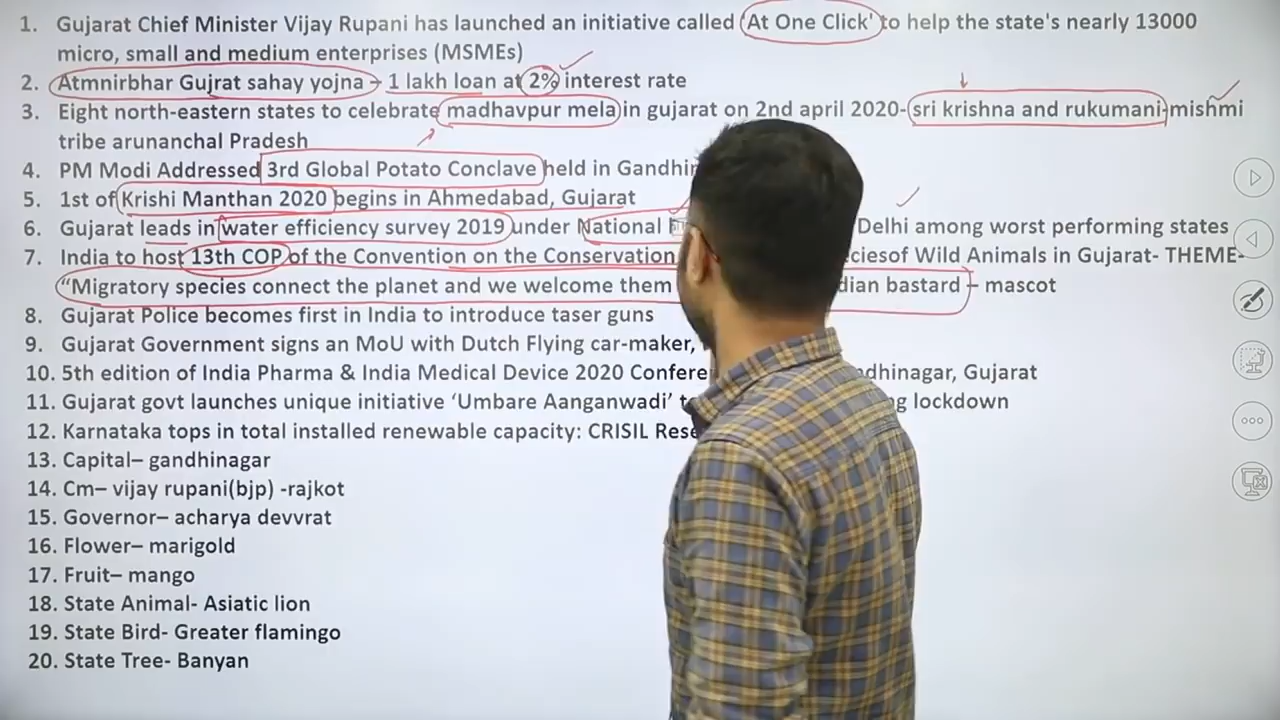 1. Gujarat Chief Minister Vijay Rupani has launched an initiative called 'At One Click' to help the state's nearly 13000
micro, small and medium enterprises (MSMEs)
2. Atmnirbhar Gujrat sahay yojna – 1 lakh loan at 2% interest rate
3. Eight north-eastern states to celebrate madhavpur mela in gujarat on 2nd april 2020- sri krishna and rukumani-mishmi
tribe arunanchal Pradesh
4. PM Modi Addressed 3rd Global Potato Conclave held in
5. 1st of Krishi Manthan 2020 begins in Ahmedabad, Gujarat
6. Gujarat leads in water efficiency survey 2019 under National Delhi among worst performing states
7. India to host 13th COP of the Convention on the Conservation of Wild Animals in Gujarat- THEME-
“Migratory species connect the planet and we welcome them bastard – mascot
8. Gujarat Police becomes first in India to introduce taser guns
9. Gujarat Government signs an MoU with Dutch Flying car-maker,
10. 5th edition of India Pharma & India Medical Device 2020 Gujarat
11. Gujarat govt launches unique initiative ‘Umbare Aanganwadi’ lockdown
12. Karnataka tops in total installed renewable capacity: CRISIL
13. Capital– gandhinagar
14. Cm– vijay rupani(bjp) -rajkot
15. Governor– acharya devvrat
16. Flower– marigold
17. Fruit– mango
18. State Animal- Asiatic lion
19. State Bird- Greater flamingo
20. State Tree- Banyan